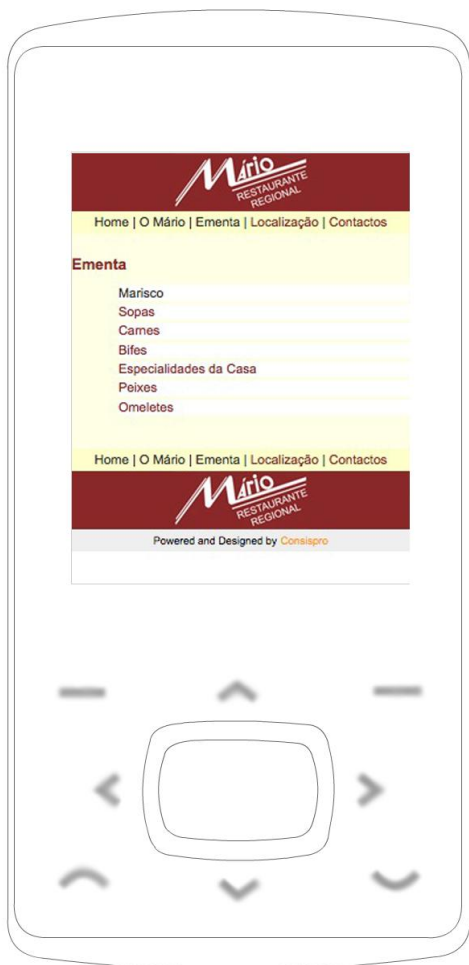 Mário
RESTAURANTE
REGIONAL
Home | O Mário | Ementa | Localização | Contactos
Ementa
Marisco
Sopas
Carnes
Bifes
Especialidades da Casa
Peixes
Omeletes
Home | O Mário | Ementa | Localização | Contactos
Mário
RESTAURANTE
REGIONAL
Powered and Designed by Consispro